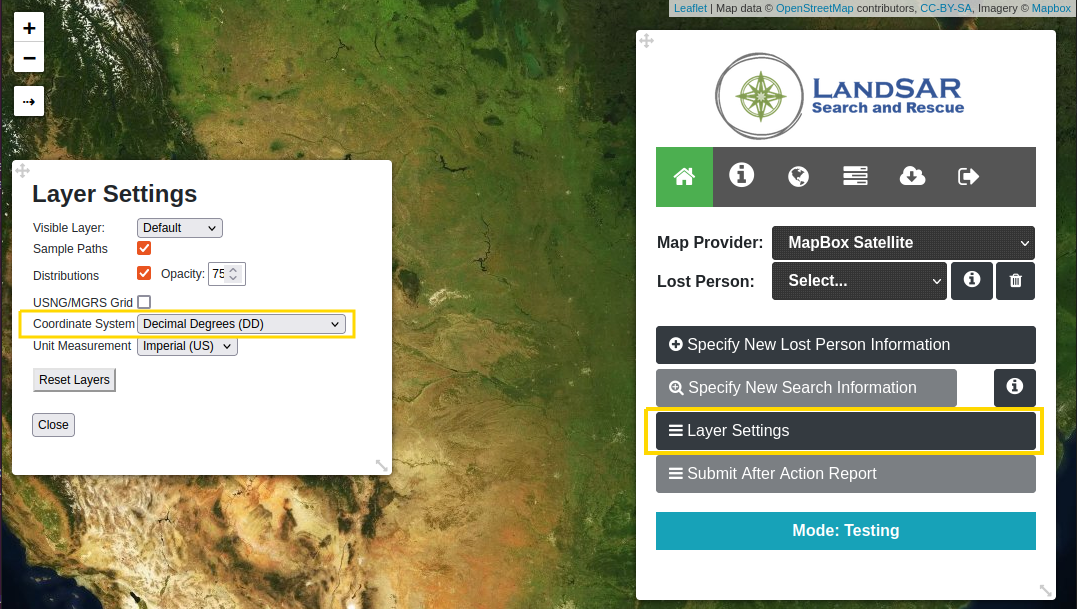 +
−
Leaflet | Map data © OpenStreetMap contributors, CC-BY-SA, Imagery © Mapbox
Layer Settings
Visible Layer: Default
Sample Paths
Distributions Opacity: 75
USNG/MGRS Grid
Coordinate System Decimal Degrees (DD)
Unit Measurement Imperial (US)
Reset Layers
Close
LandSAR
Search and Rescue
Map Provider: MapBox Satellite
Lost Person: Select...
Specify New Lost Person Information
Specify New Search Information
Layer Settings
Submit After Action Report
Mode: Testing